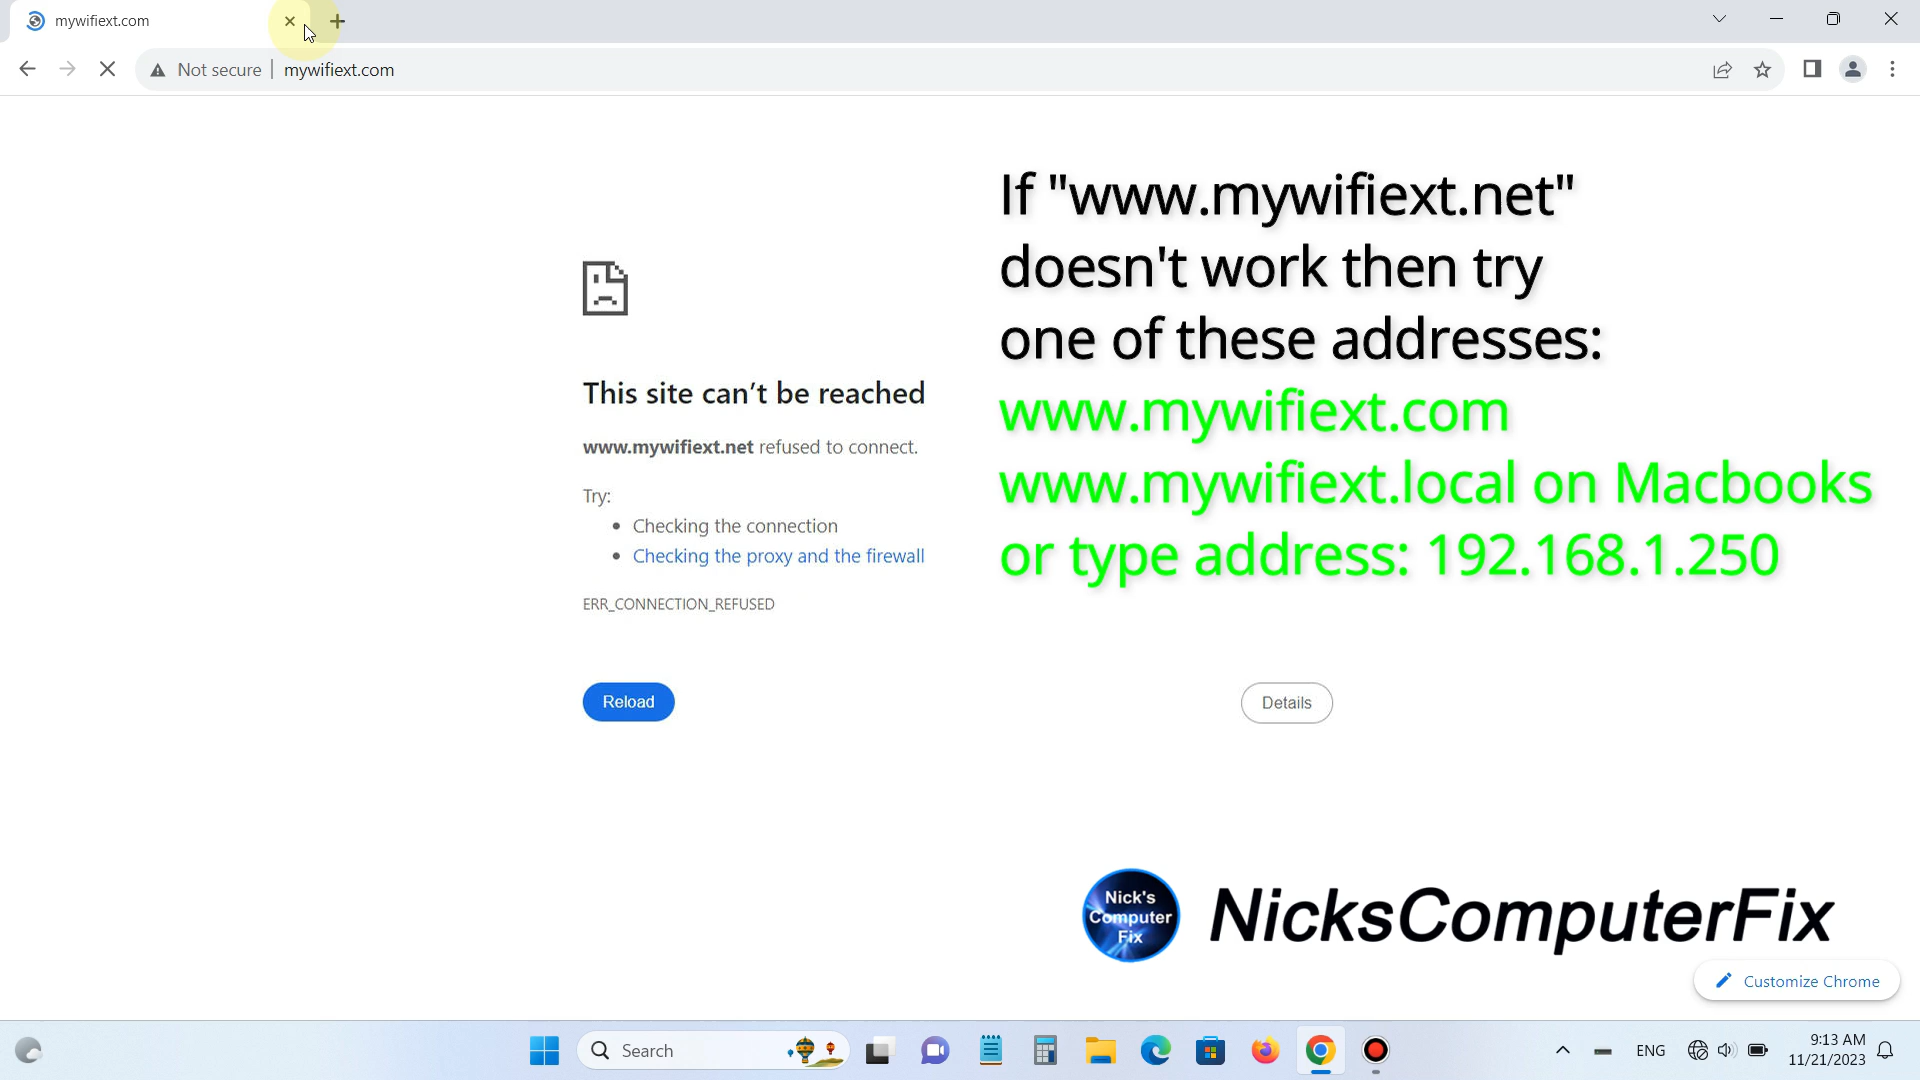 mywifiext.com
Not secure mywifiext.com
If "www.mywifiext.net"
doesn't work then try
one of these addresses:
www.mywifiext.com
www.mywifiext.local on Macbooks
or type address: 192.168.1.250
This site can't be reached
www.mywifiext.net refused to connect.
Try:
• Checking the connection
• Checking the proxy and the firewall
ERR_CONNECTION_REFUSED
Reload
Details
Nick's
Computer
Fix
NicksComputerFix
Customize Chrome
Search
ENG
9:13 AM
11/21/2023